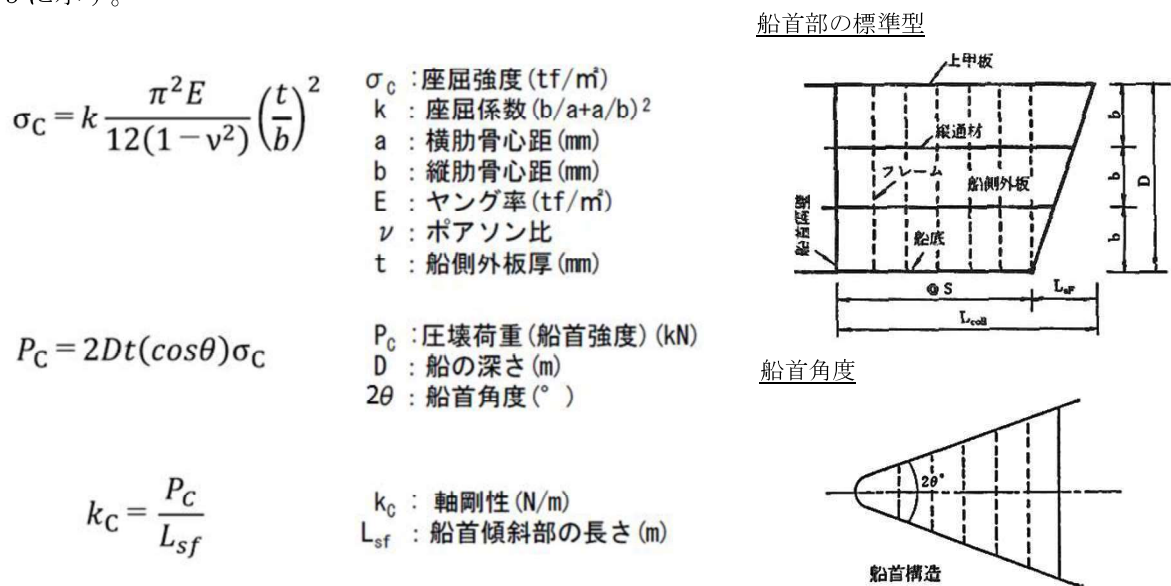 に示す。
σC = k π²E / 12(1 − ν²) (t/b)²
σC :座屈強度(tf/㎡)
k :座屈係数(b/a+a/b)²
a :横肋骨心距(mm)
b :縦肋骨心距(mm)
E :ヤング率(tf/㎡)
ν :ポアソン比
t :船側外板厚(mm)
PC = 2Dt(cosθ)σC
PC :圧壊荷重(船首強度)(kN)
D :船の深さ(m)
2θ :船首角度(°)
kC = PC / Lsf
kC : 軸剛性(N/m)
Lsf :船首傾斜部の長さ(m)
船首部の標準型
上甲板
縦通材
フレーム
船側外板
船首隔壁
船底
b
b
b
D
@ S
LsF
Lcoll
船首角度
2θ°
船首構造